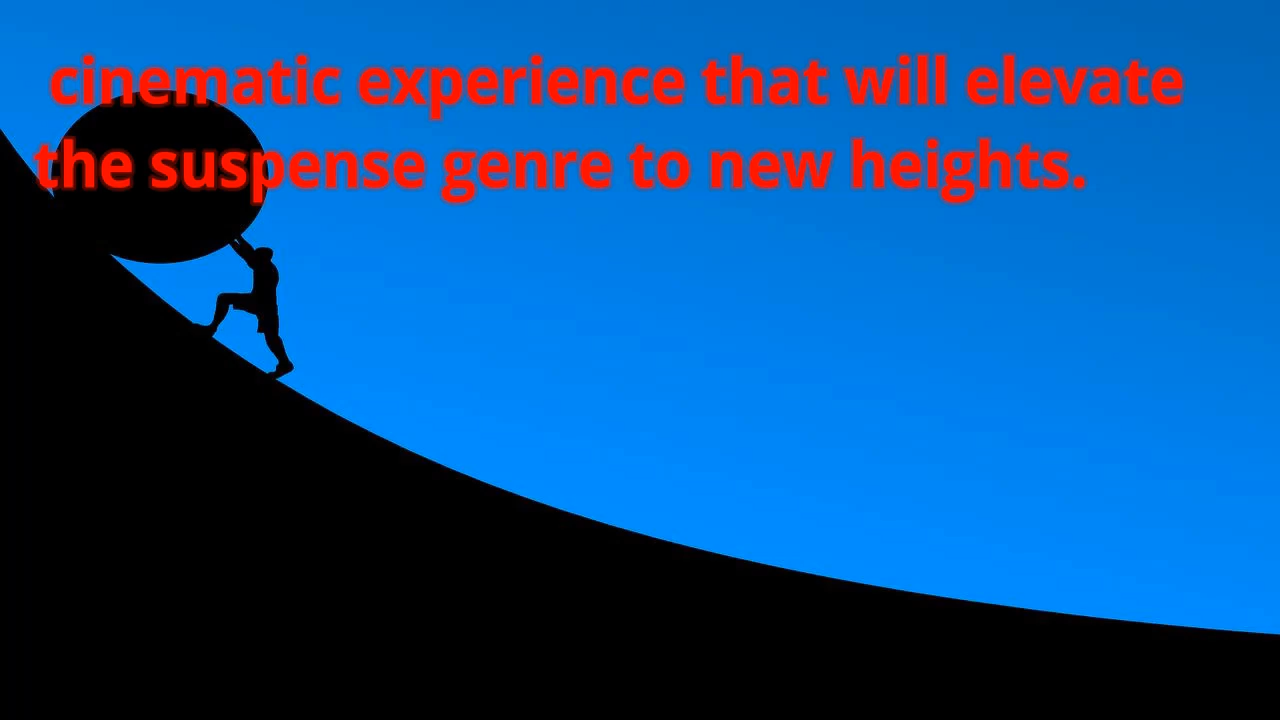 cinematic experience that will elevate
the suspense genre to new heights.